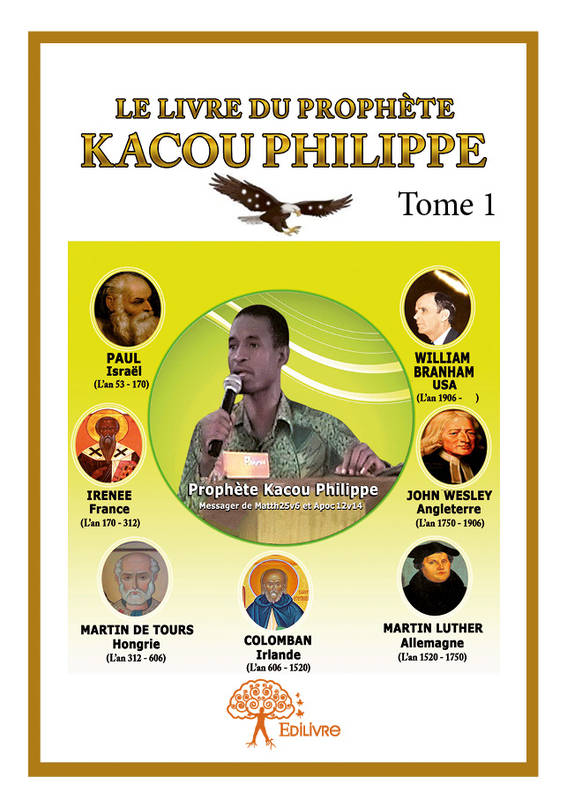 LE LIVRE DU PROPHÈTE
KACOU PHILIPPE
Tome 1
PAUL
Israël
(L'an 53 - 170)
WILLIAM
BRANHAM
USA
(L'an 1906 -     )
IRENEE
France
(L'an 170 - 312)
Prophète Kacou Philippe
Messager de Matth25v6 et Apoc 12v14
JOHN WESLEY
Angleterre
(L'an 1750 - 1906)
MARTIN DE TOURS
Hongrie
(L'an 312 - 606)
COLOMBAN
Irlande
(L'an 606 - 1520)
MARTIN LUTHER
Allemagne
(L'an 1520 - 1750)
EDILIVRE